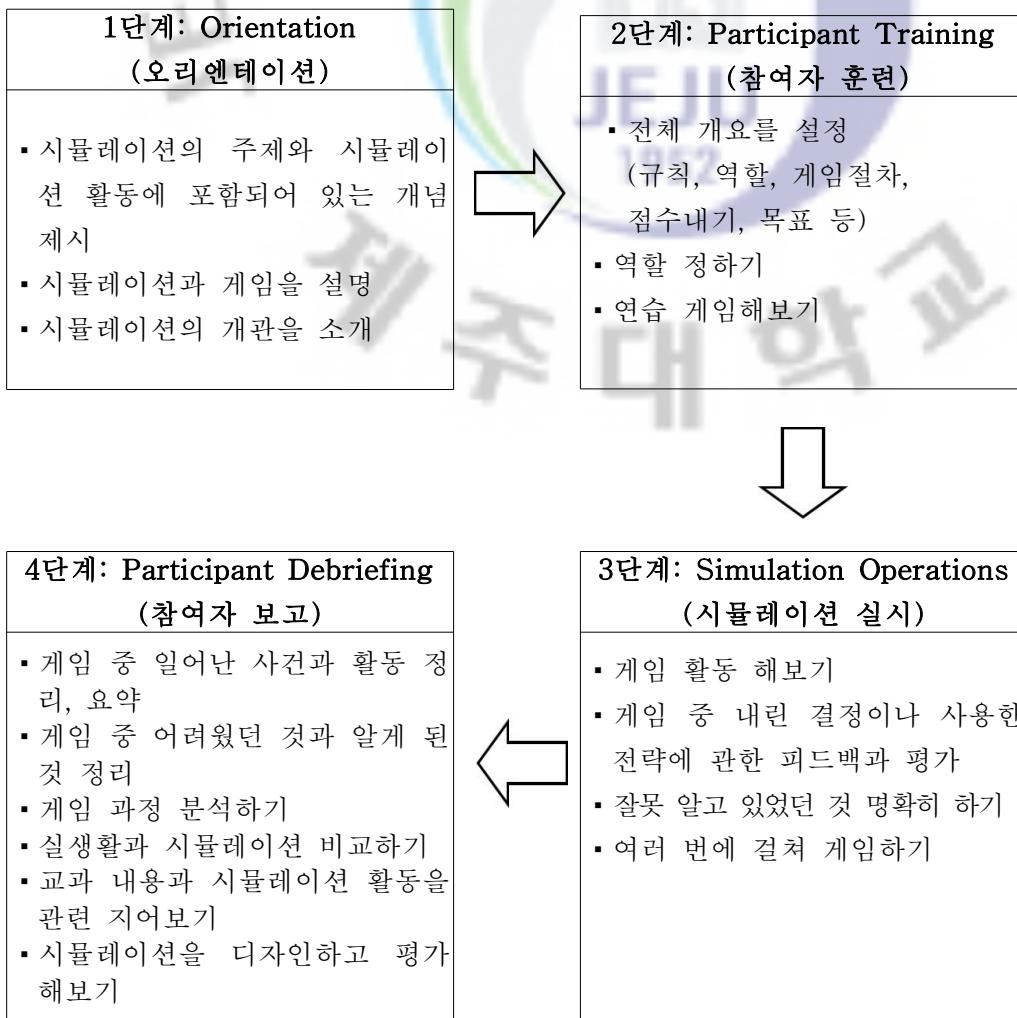 1단계: Orientation
(오리엔테이션)
▪ 시뮬레이션의 주제와 시뮬레이
션 활동에 포함되어 있는 개념
제시
▪ 시뮬레이션과 게임을 설명
▪ 시뮬레이션의 개관을 소개
2단계: Participant Training
(참여자 훈련)
▪ 전체 개요를 설정
(규칙, 역할, 게임절차,
점수내기, 목표 등)
▪ 역할 정하기
▪ 연습 게임해보기
3단계: Simulation Operations
(시뮬레이션 실시)
▪ 게임 활동 해보기
▪ 게임 중 내린 결정이나 사용한
전략에 관한 피드백과 평가
▪ 잘못 알고 있었던 것 명확히 하기
▪ 여러 번에 걸쳐 게임하기
4단계: Participant Debriefing
(참여자 보고)
▪ 게임 중 일어난 사건과 활동 정
리, 요약
▪ 게임 중 어려웠던 것과 알게 된
것 정리
▪ 게임 과정 분석하기
▪ 실생활과 시뮬레이션 비교하기
▪ 교과 내용과 시뮬레이션 활동을
관련 지어보기
▪ 시뮬레이션을 디자인하고 평가
해보기
JEJU
1952
제주대학교